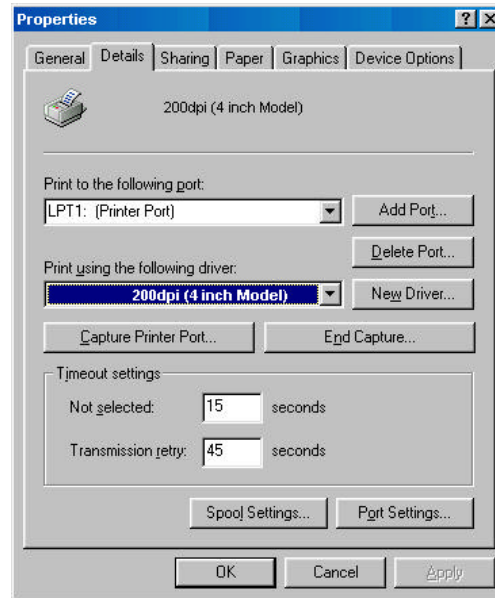 Properties
General Details Sharing Paper Graphics Device Options
200dpi (4 inch Model)
Print to the following port:
LPT1: (Printer Port)
Add Port...
Delete Port...
Print using the following driver:
200dpi (4 inch Model)
New Driver...
Capture Printer Port...
End Capture...
Timeout settings
Not selected: 15 seconds
Transmission retry: 45 seconds
Spool Settings...
Port Settings...
OK Cancel Apply